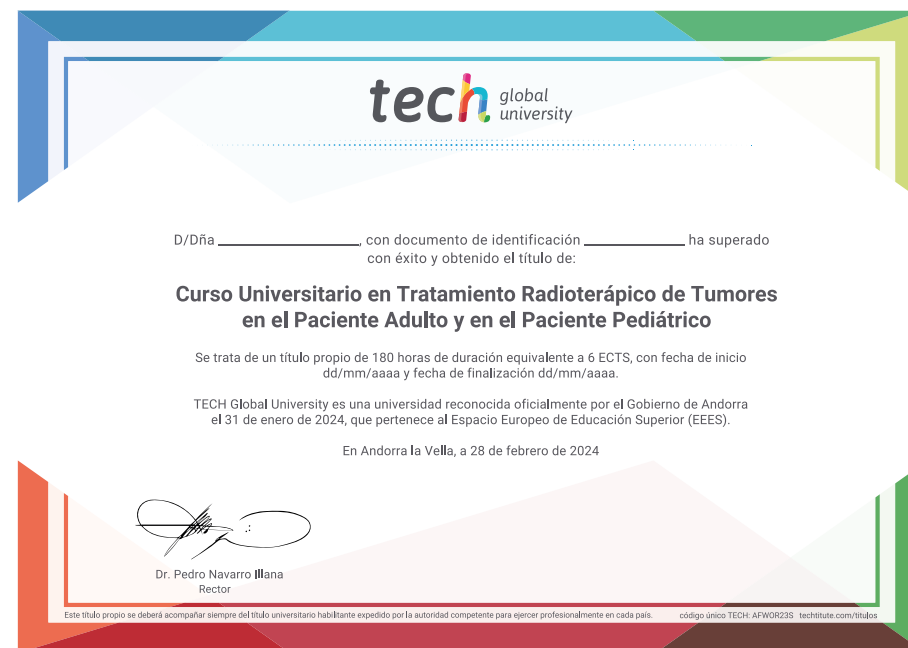 tech global university
D/Dña ____________, con documento de identificación ____________ ha superado
con éxito y obtenido el título de:
Curso Universitario en Tratamiento Radioterápico de Tumores
en el Paciente Adulto y en el Paciente Pediátrico
Se trata de un título propio de 180 horas de duración equivalente a 6 ECTS, con fecha de inicio
dd/mm/aaaa y fecha de finalización dd/mm/aaaa.
TECH Global University es una universidad reconocida oficialmente por el Gobierno de Andorra
el 31 de enero de 2024, que pertenece al Espacio Europeo de Educación Superior (EEES).
En Andorra la Vella, a 28 de febrero de 2024
Dr. Pedro Navarro Illana
Rector
Este título propio se deberá acompañar siempre del título universitario habilitante expedido por la autoridad competente para ejercer profesionalmente en cada país. código único TECH: AFWOR23S techtitute.com/titulos